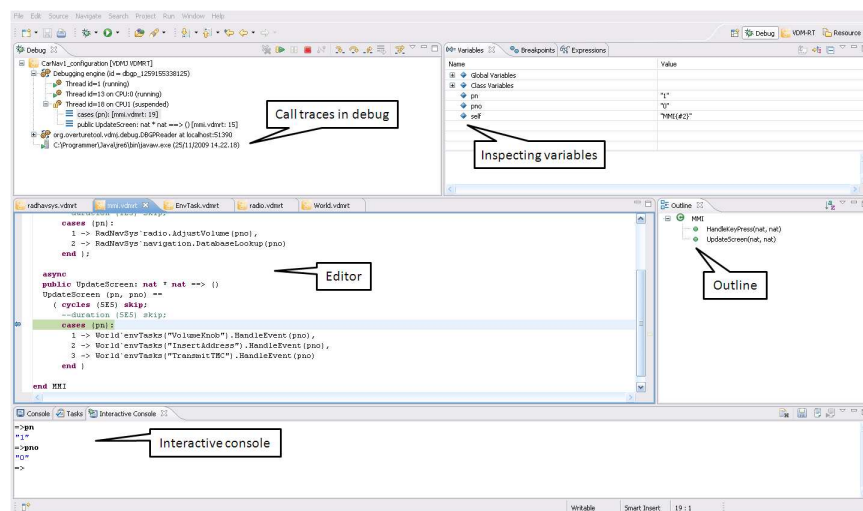 File Edit Source Navigate Search Project Run Window Help
Debug VDM-RT Resource
Debug
CarNav1_configuration [VDMJ VDMRT]
Debugging engine (id = dbgp_1259155338125)
Thread id=1 (running)
Thread id=13 on CPU:0 (running)
Thread id=18 on CPU1 (suspended)
cases (pn): [mmi.vdmrt: 19]
public UpdateScreen: nat * nat ==> () [mmi.vdmrt: 15]
org.overturetool.vdmj.debug.DBGPReader at localhost:51390
C:\Programmer\Java\jre6\bin\javaw.exe (25/11/2009 14.22.18)
Call traces in debug
Variables Breakpoints Expressions
Name Value
Global Variables
Class Variables
pn "1"
pno "0"
self "MMI{#2}"
Inspecting variables
radnavsys.vdmrt mmi.vdmrt EnvTask.vdmrt radio.vdmrt World.vdmrt
--duration (5E5) skip;
cases (pn):
1 -> RadNavSys`radio.AdjustVolume(pno),
2 -> RadNavSys`navigation.DatabaseLookup(pno)
end );
async
public UpdateScreen: nat * nat ==> ()
UpdateScreen (pn, pno) ==
( cycles (5E5) skip;
--duration (5E5) skip;
cases (pn):
1 -> World`envTasks("VolumeKnob").HandleEvent(pno),
2 -> World`envTasks("InsertAddress").HandleEvent(pno),
3 -> World`envTasks("TransmitTMC").HandleEvent(pno)
end )
end MMI
Editor
Outline
MMI
HandleKeyPress(nat, nat)
UpdateScreen(nat, nat)
Outline
Console Tasks Interactive Console
=>pn
"1"
=>pno
"0"
=>
Interactive console
Writable Smart Insert 19 : 1